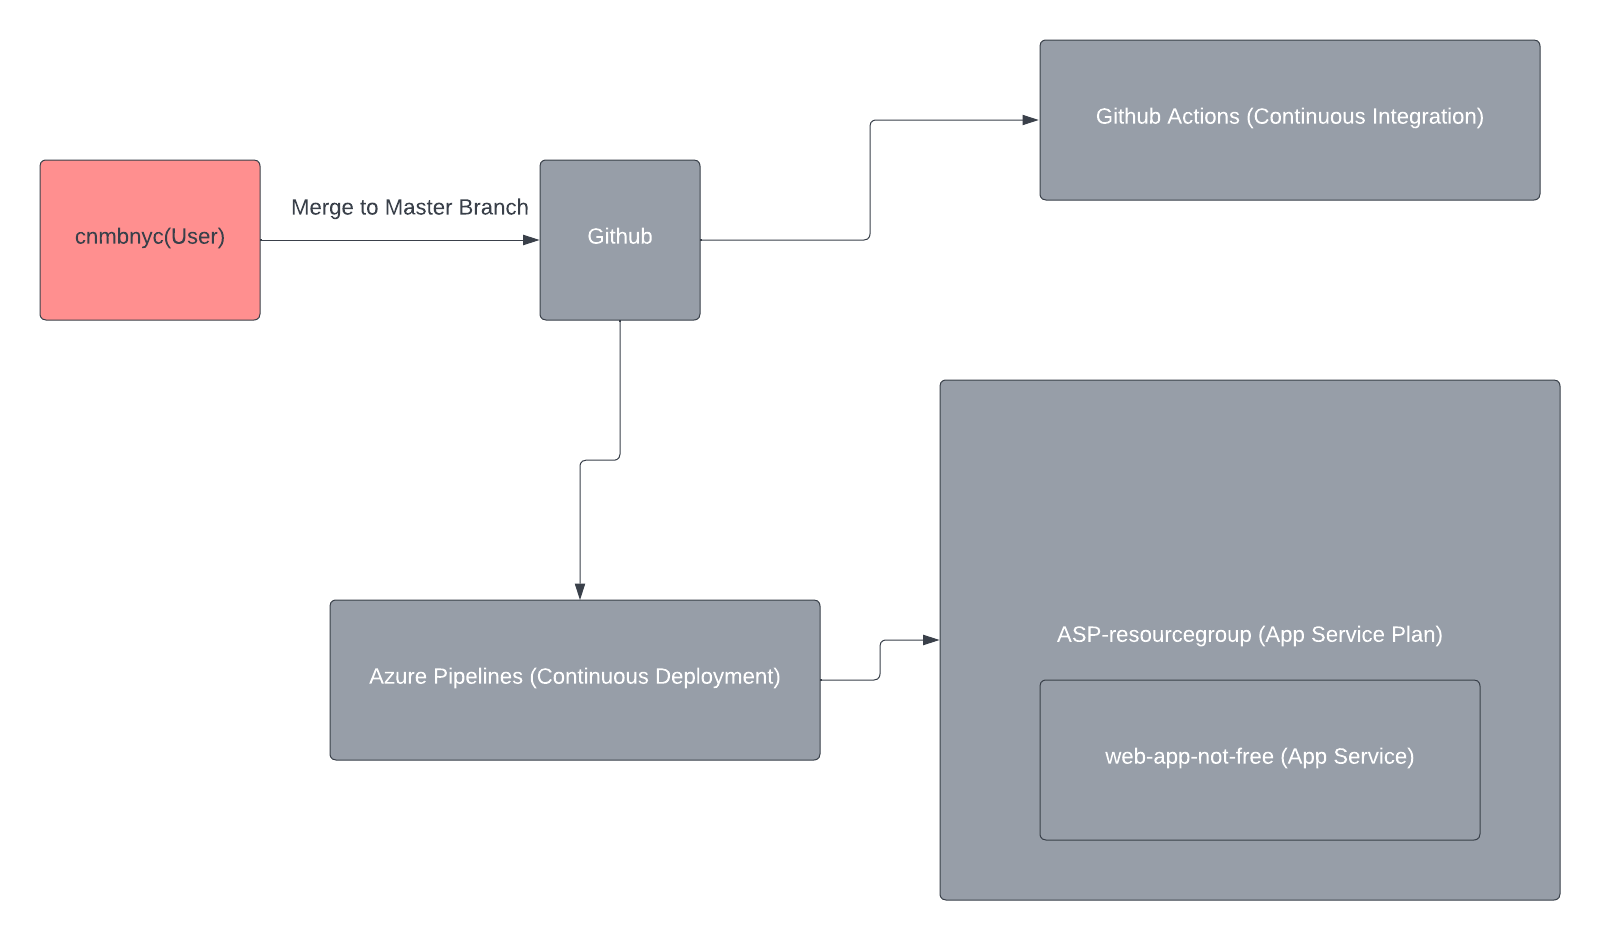 Github Actions (Continuous Integration)
Merge to Master Branch
cnmbnyc(User)
Github
ASP-resourcegroup (App Service Plan)
Azure Pipelines (Continuous Deployment)
web-app-not-free (App Service)